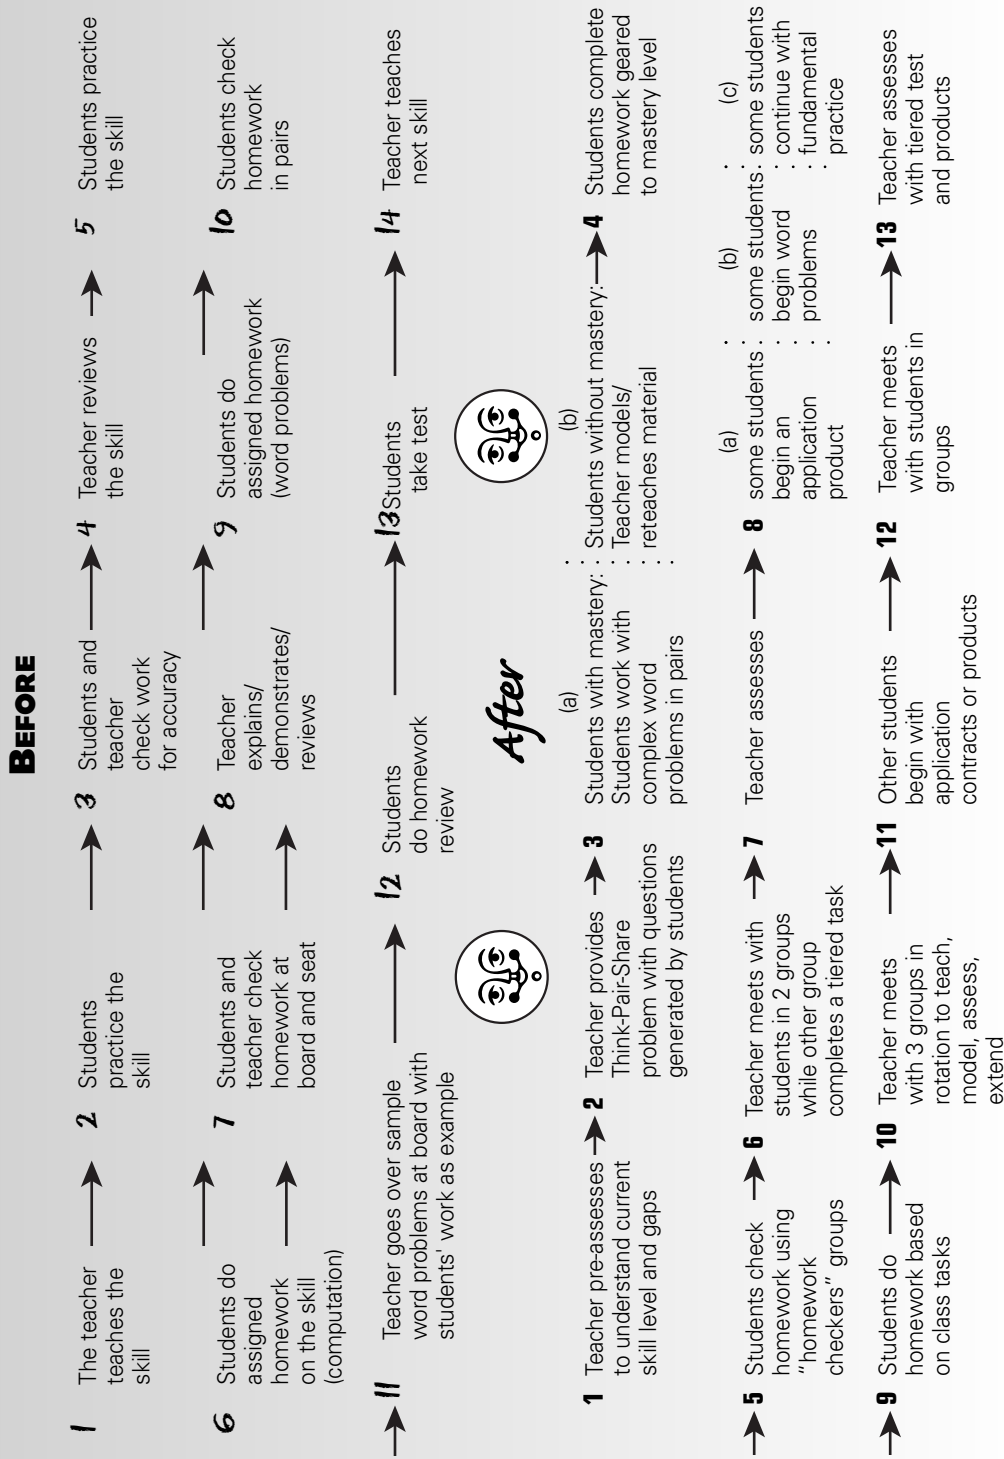 BEFORE
1 The teacher
teaches the
skill
2 Students
practice the
skill
3 Students and
teacher
check work
for accuracy
4 Teacher reviews
the skill
5 Students practice
the skill
6 Students do
assigned
homework
on the skill
(computation)
7 Students and
teacher check
homework at
board and seat
8 Teacher
explains/
demonstrates/
reviews
9 Students do
assigned homework
(word problems)
10 Students check
homework
in pairs
11 Teacher goes over sample
word problems at board with
students' work as example
12 Students
do homework
review
13 Students
take test
14 Teacher teaches
next skill
After
1 Teacher pre-assesses
to understand current
skill level and gaps
2 Teacher provides
Think-Pair-Share
problem with questions
generated by students
3
(a)
Students with mastery:
Students work with
complex word
problems in pairs
(b)
Students without mastery:
Teacher models/
reteaches material
4 Students complete
homework geared
to mastery level
5 Students check
homework using
"homework
checkers" groups
6 Teacher meets with
students in 2 groups
while other group
completes a tiered task
7 Teacher assesses
8
(a)
some students
begin an
application
product
(b)
some students
begin word
problems
(c)
some students
continue with
fundamental
practice
9 Students do
homework based
on class tasks
10 Teacher meets
with 3 groups in
rotation to teach,
model, assess,
extend
11 Other students
begin with
application
contracts or products
12 Teacher meets
with students in
groups
13 Teacher assesses
with tiered test
and products